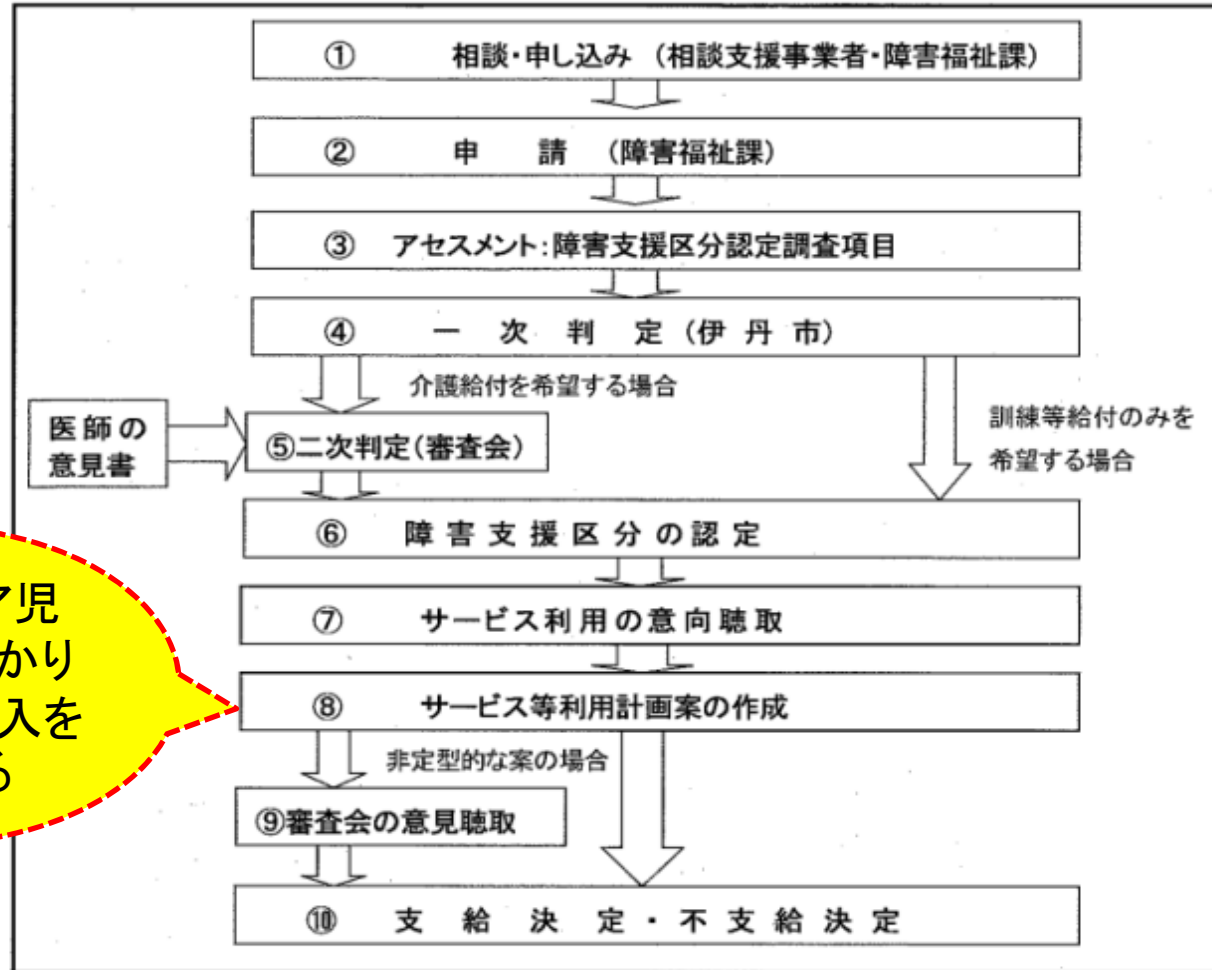 ① 相談・申し込み (相談支援事業者・障害福祉課)
② 申 請 (障害福祉課)
③ アセスメント:障害支援区分認定調査項目
④ 一 次 判 定 (伊 丹 市)
介護給付を希望する場合
訓練等給付のみを
希望する場合
医師の
意見書
⑤二次判定(審査会)
⑥ 障 害 支 援 区 分 の 認 定
ア児
かり
入を
る
⑦ サービス利用の意向聴取
⑧ サービス等利用計画案の作成
非定型的な案の場合
⑨審査会の意見聴取
⑩ 支 給 決 定 ・ 不 支 給 決 定